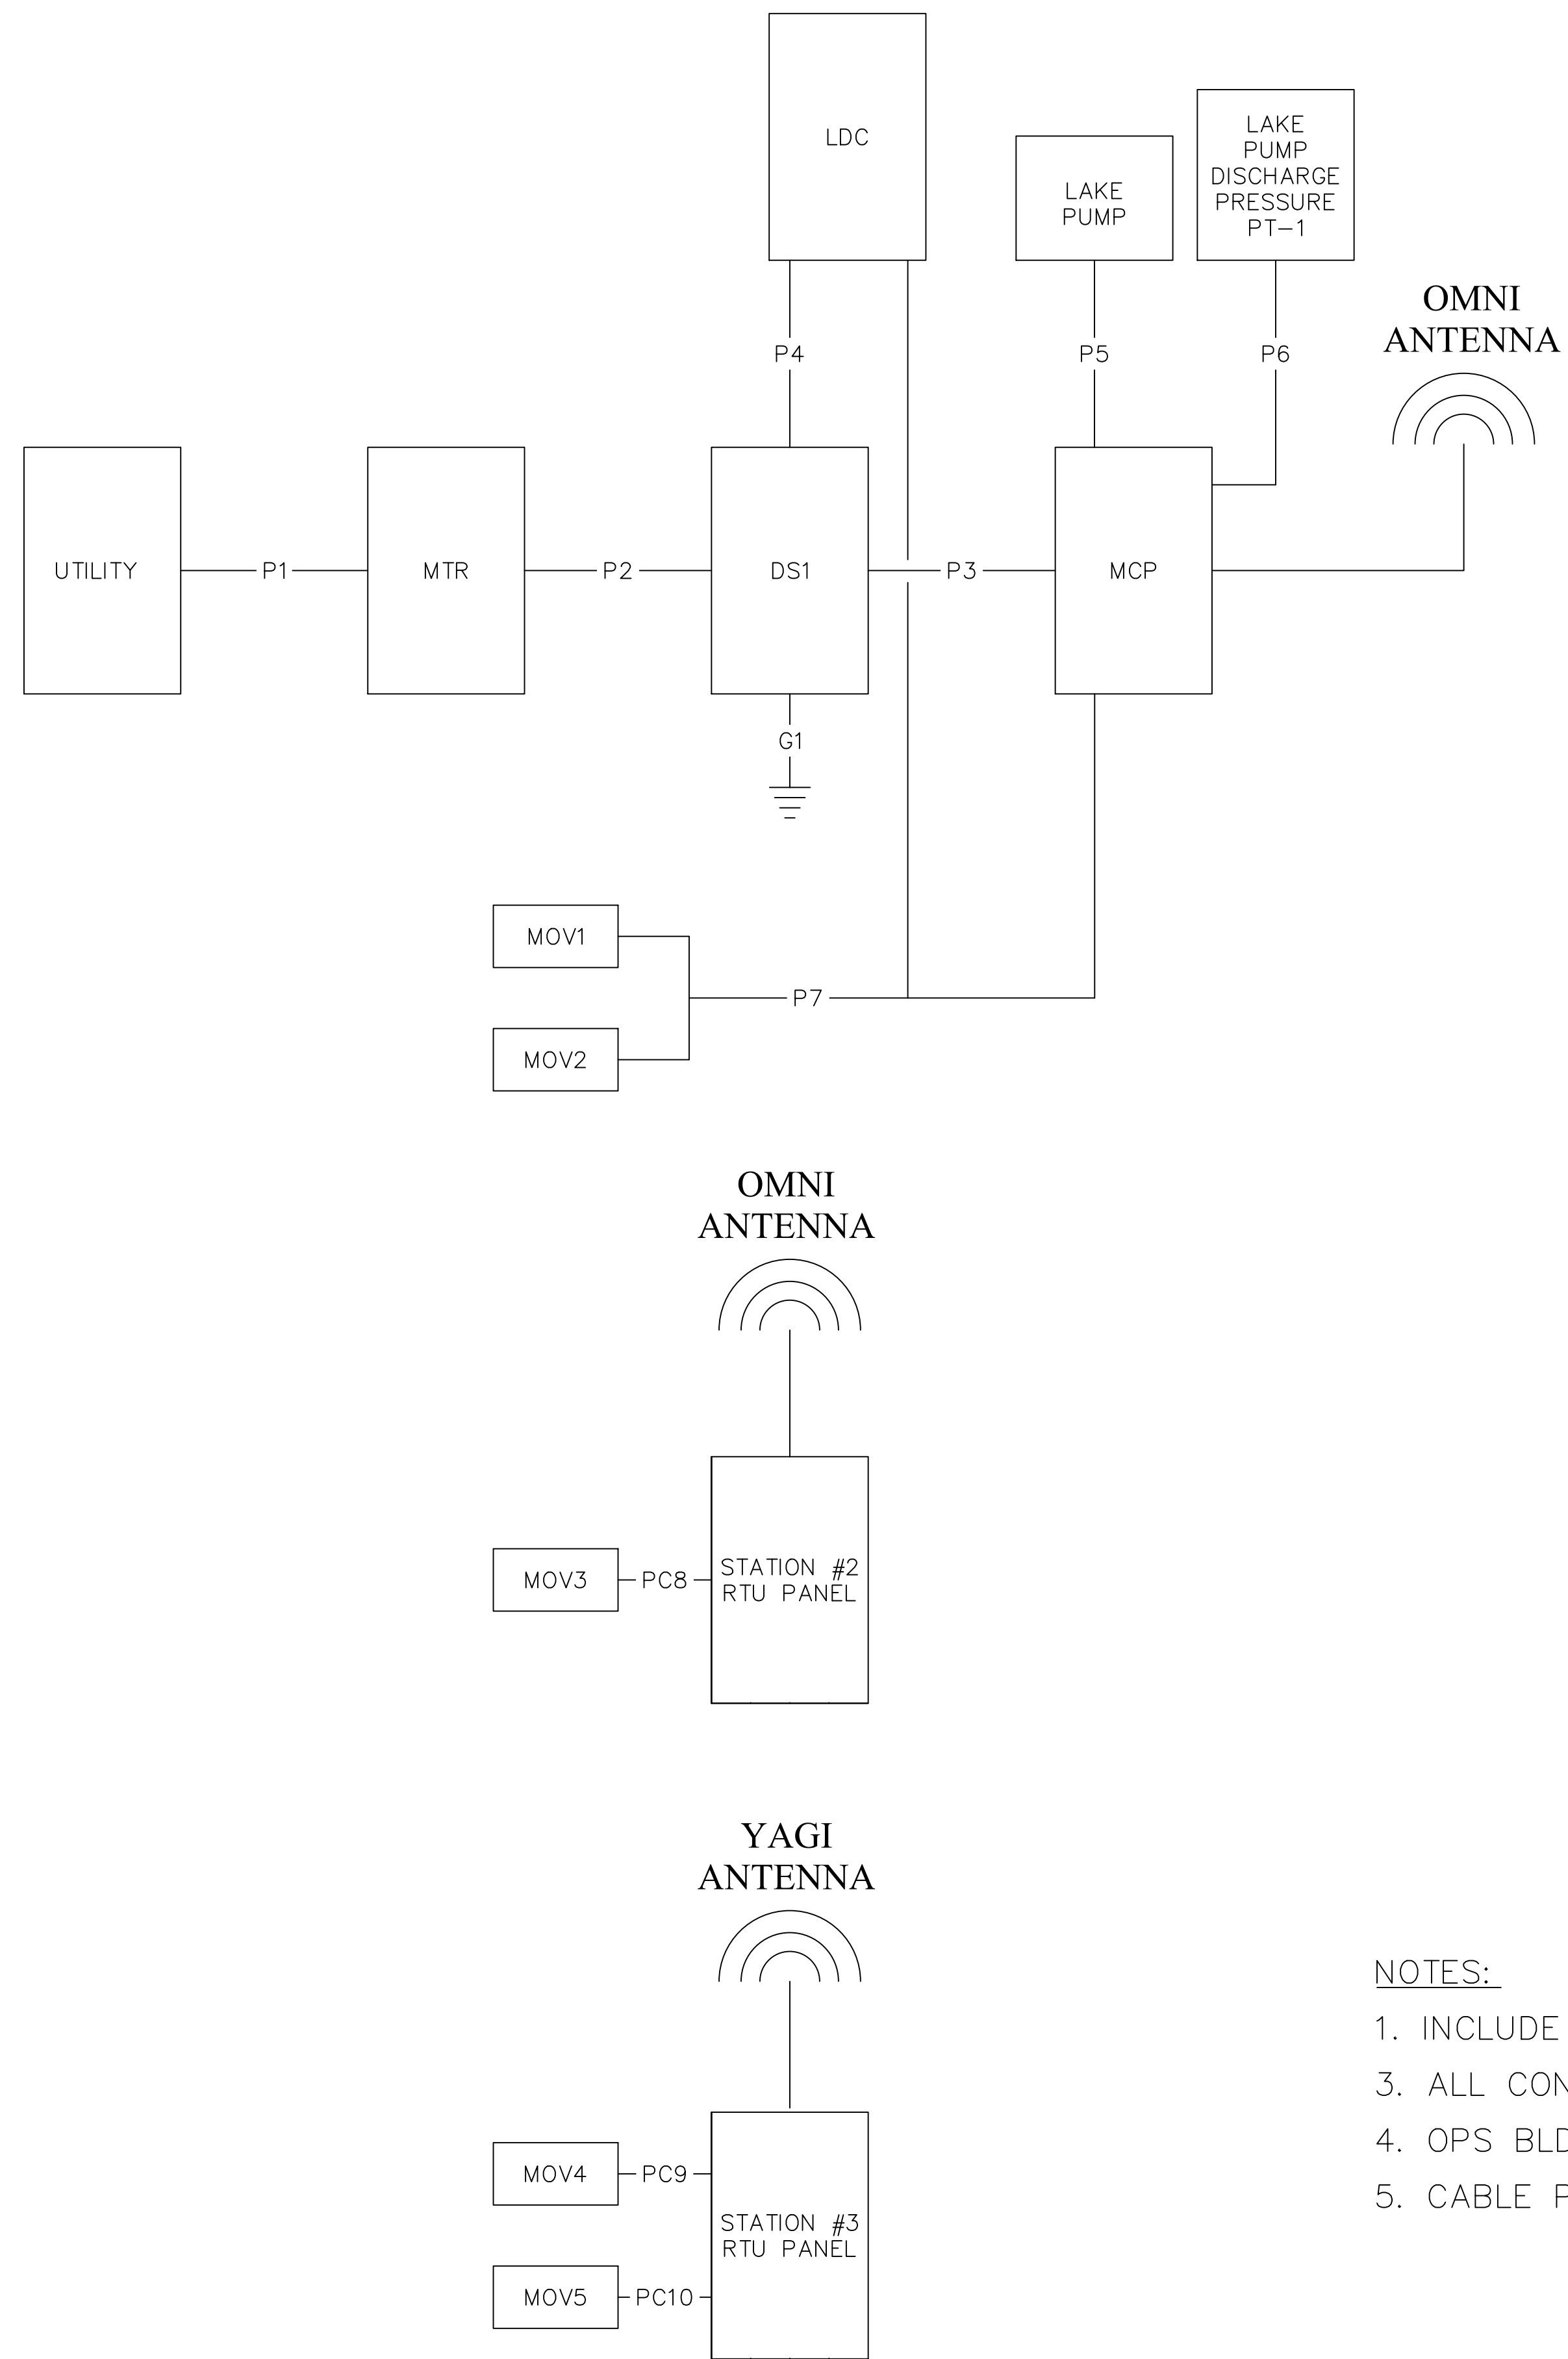 LDC
LAKE
PUMP
LAKE
PUMP
DISCHARGE
PRESSURE
PT-1
OMNI
ANTENNA
P4
P5
P6
UTILITY
P1
MTR
P2
DS1
P3
MCP
G1
MOV1
P7
MOV2
OMNI
ANTENNA
MOV3
PC8
STATION #2
RTU PANEL
YAGI
ANTENNA
MOV4
PC9
STATION #3
RTU PANEL
MOV5
PC10
NOTES:
1. INCLUDE
3. ALL
4. OPS
5. CABLE